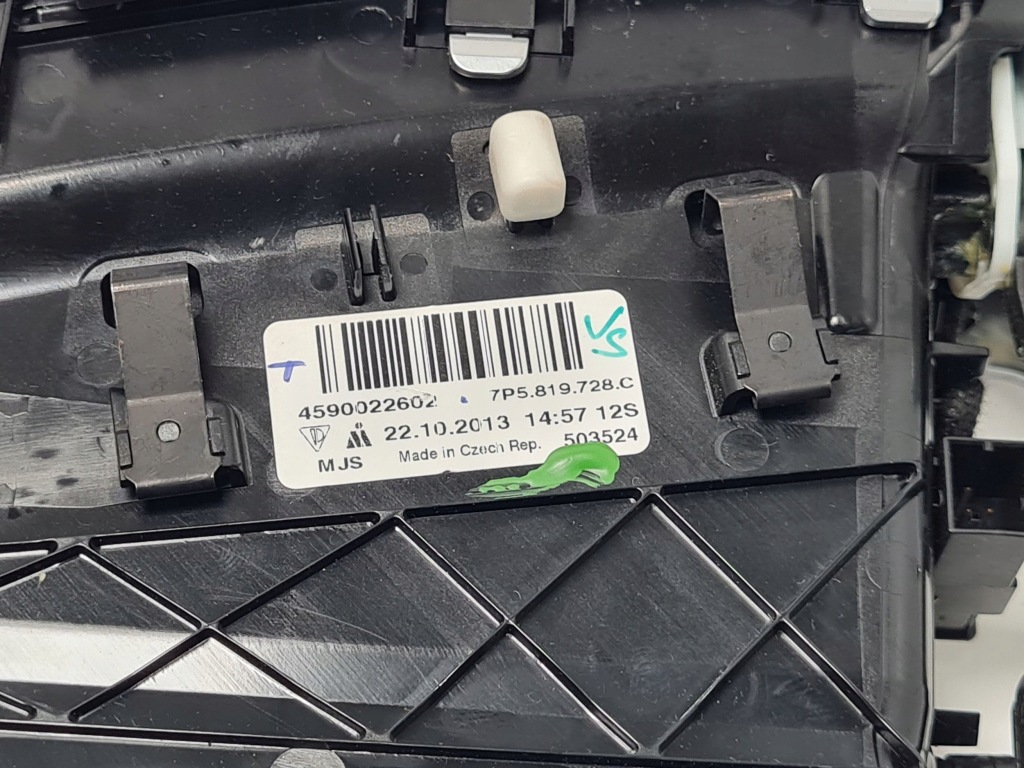 VS
T
4590022602 7P5.819.728.C
22.10.2013 14:57 12S
MJS Made in Czech Rep. 503524